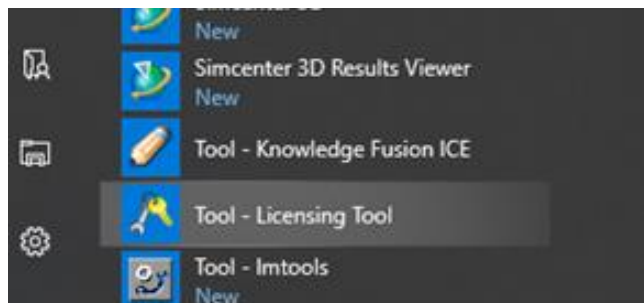 New
Simcenter 3D Results Viewer
New
Tool - Knowledge Fusion ICE
Tool - Licensing Tool
Tool - lmtools
New